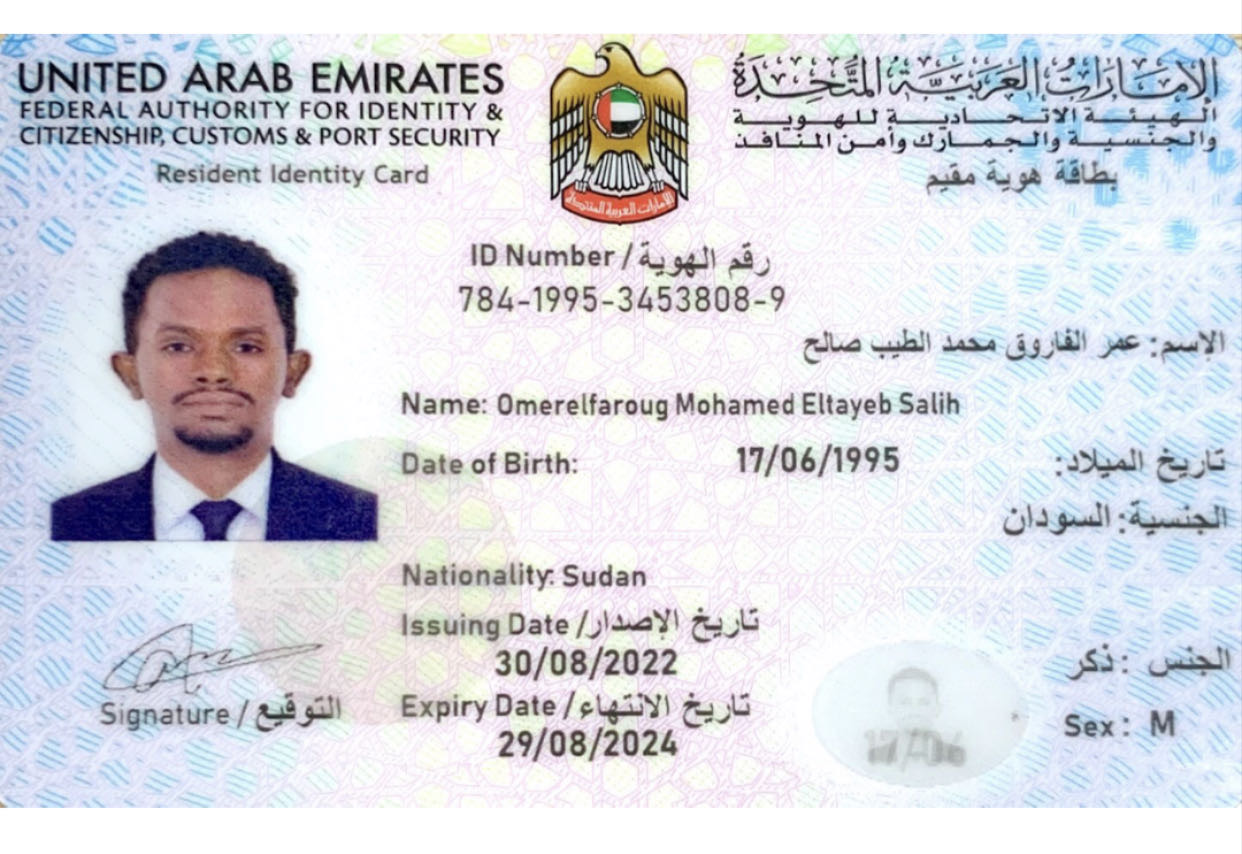 UNITED ARAB EMIRATES
FEDERAL AUTHORITY FOR IDENTITY &
CITIZENSHIP, CUSTOMS & PORT SECURITY
Resident Identity Card
الإمارات العربية المتحدة
الهيئة الاتحادية للهوية
والجنسية والجمارك وأمن المنافذ
بطاقة هوية مقيم
الإمارات العربية المتحدة
ID Number / رقم الهوية
784-1995-3453808-9
الإسم: عمر الفاروق محمد الطيب صالح
Name: Omerelfaroug Mohamed Eltayeb Salih
Date of Birth: 17/06/1995 تاريخ الميلاد:
الجنسية: السودان
Nationality: Sudan
Issuing Date / تاريخ الإصدار
30/08/2022
Expiry Date / تاريخ الانتهاء
29/08/2024
الجنس : ذكر
Sex : M
Signature / التوقيع
17/06